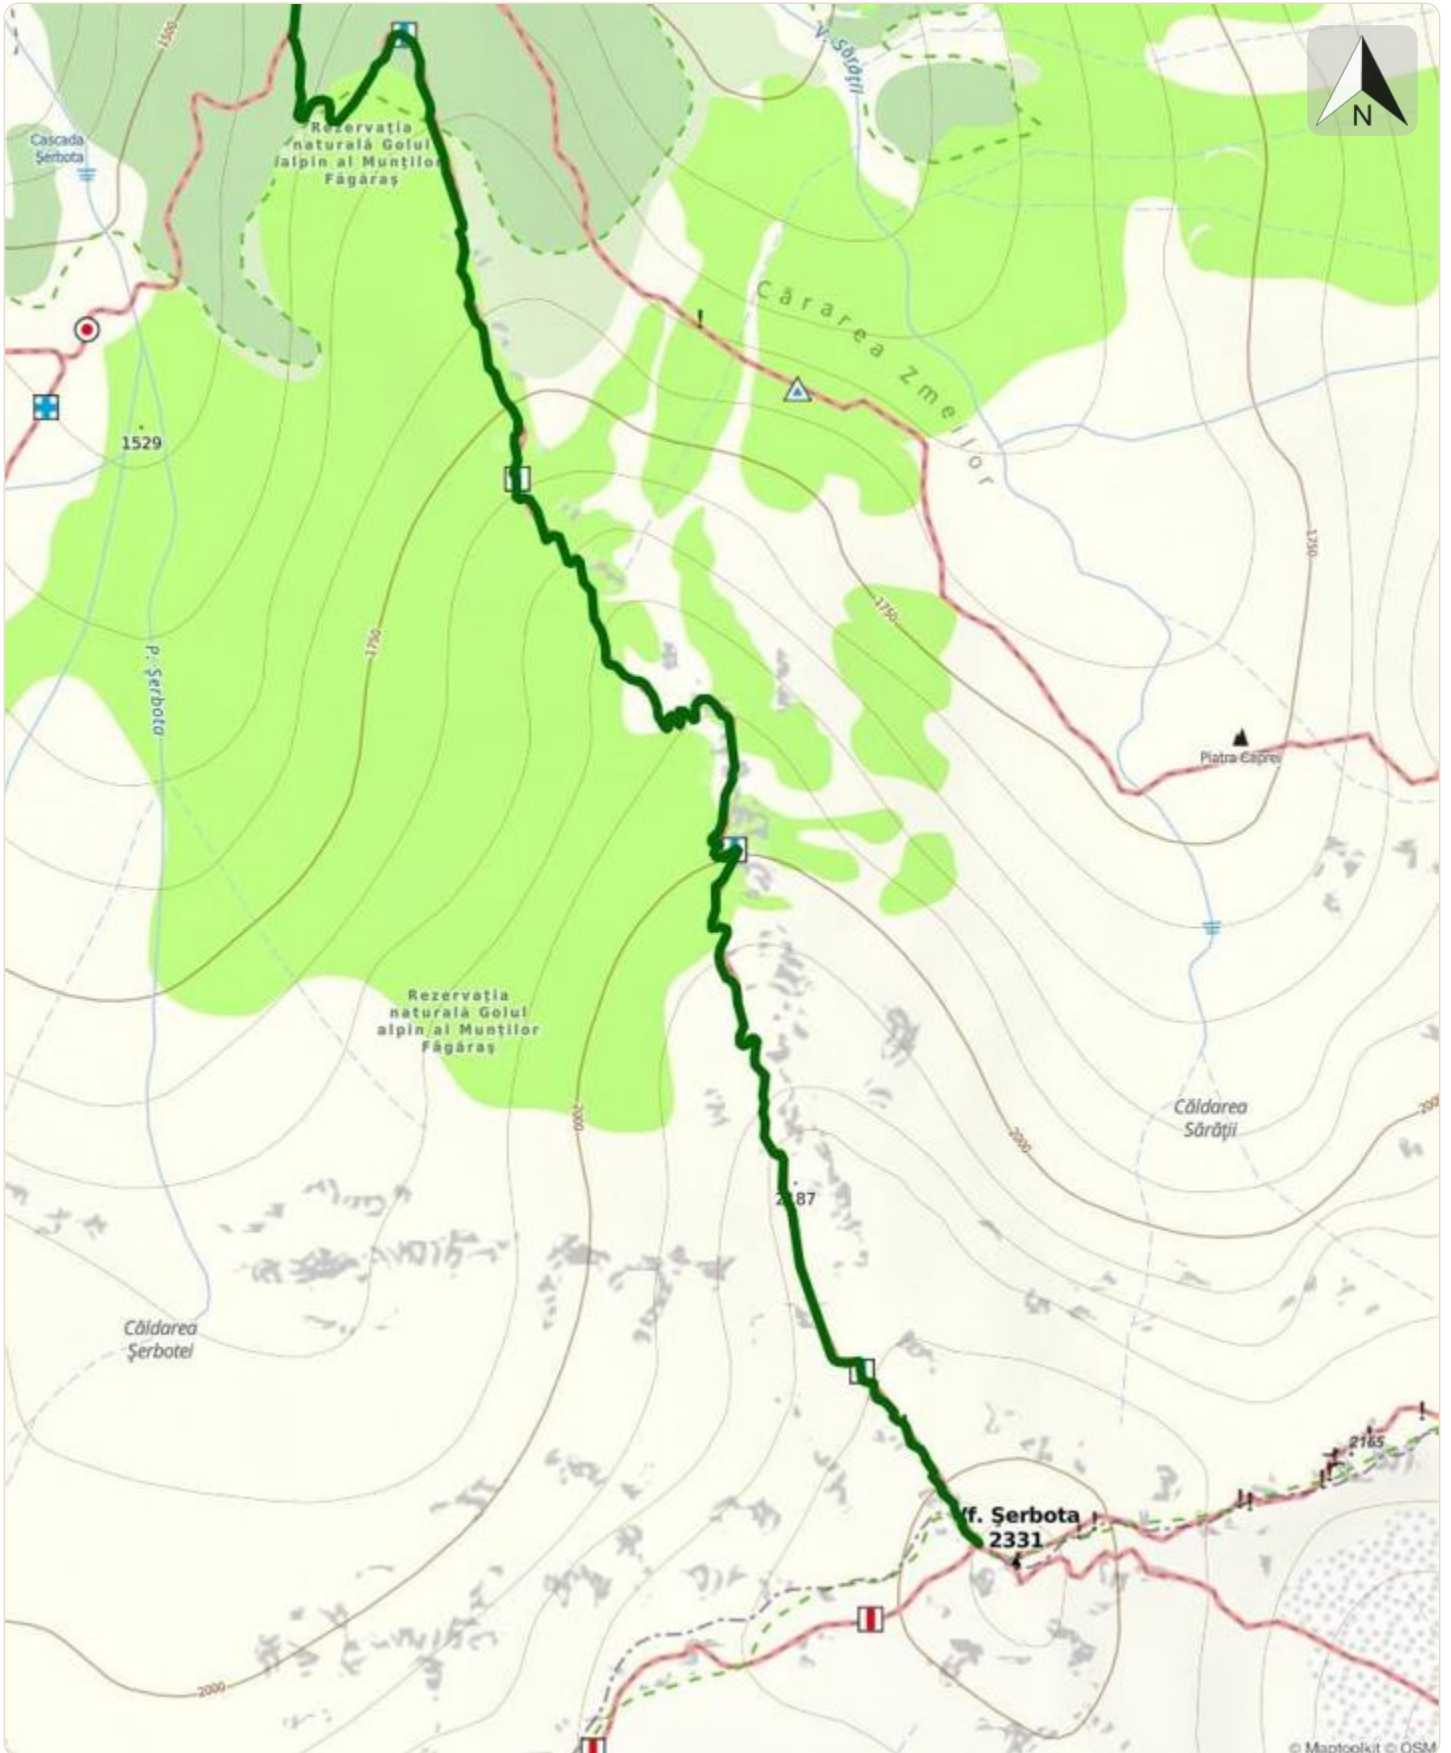 1500
V. Sărății
N
Cascada
Șerbota
Rezervația
naturală Golul
alpin al Munților
Făgăraș
Cărarea Zmeilor
!
1529
1750
1750
1750
P. Șerbota
Piatra Caprei
Rezervația
naturală Golul
alpin al Munților
Făgăraș
2000
2000
2000
Căldarea
Sărății
2187
Căldarea
Șerbotei
!
2165
!
!!
!
Vf. Șerbota
2331
2000
© Maptoolkit © OSM